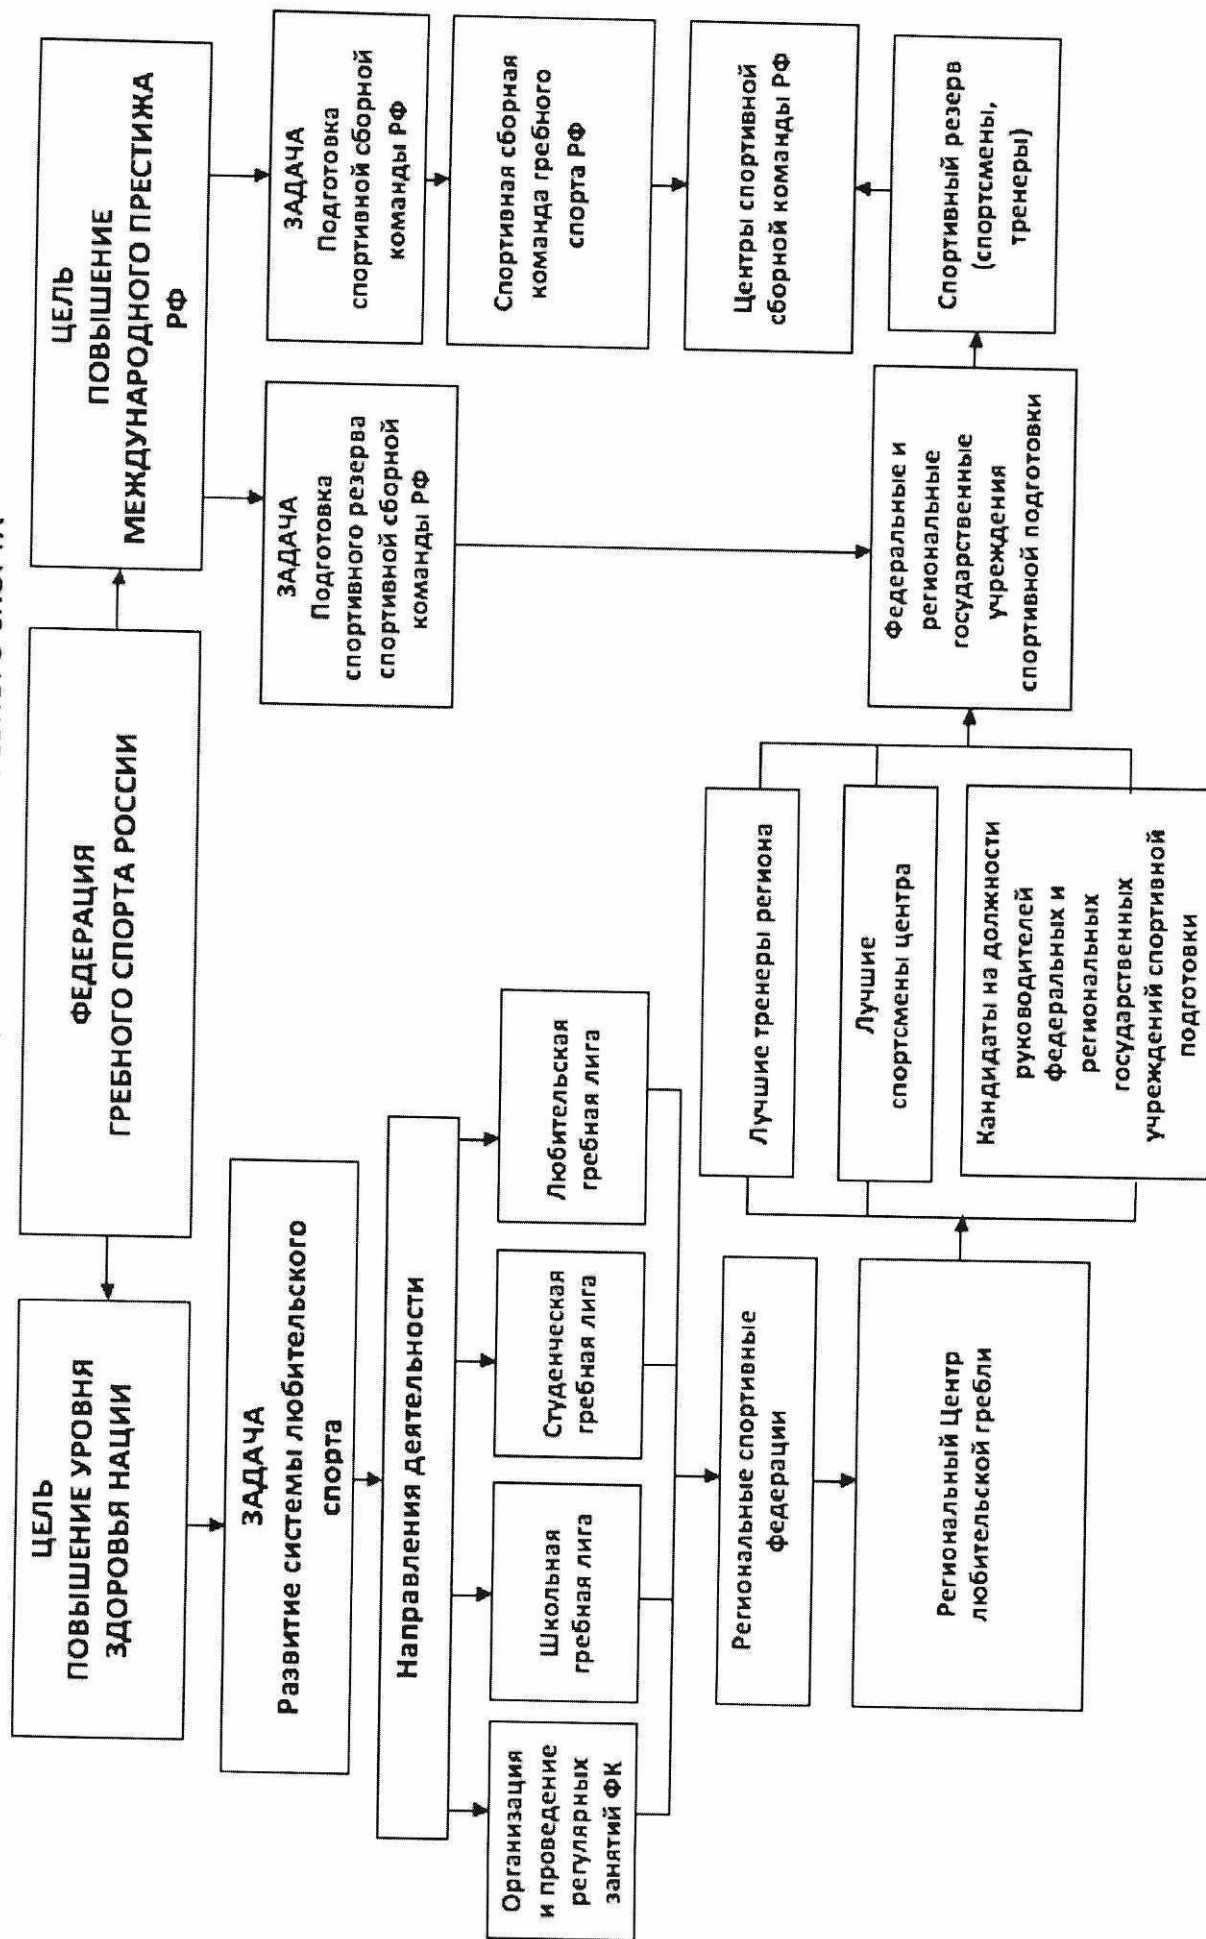 ЦЕЛЬ
ПОВЫШЕНИЕ УРОВНЯ
ЗДОРОВЬЯ НАЦИИ
ФЕДЕРАЦИЯ
ГРЕБНОГО СПОРТА РОССИИ
ЦЕЛЬ
ПОВЫШЕНИЕ
МЕЖДУНАРОДНОГО ПРЕСТИЖА
РФ
ЗАДАЧА
Развитие системы любительского
спорта
ЗАДАЧА
Подготовка
спортивного резерва
спортивной сборной
команды РФ
ЗАДАЧА
Подготовка
спортивной сборной
команды РФ
Направления деятельности
Спортивная сборная
команда гребного
спорта РФ
Организация
и проведение
регулярных
занятий ФК
Школьная
гребная лига
Студенческая
гребная лига
Любительская
гребная лига
Центры спортивной
сборной команды РФ
Региональные спортивные
федерации
Лучшие тренеры региона
Региональный Центр
любительской гребли
Лучшие
спортсмены центра
Кандидаты на должности
руководителей
федеральных и
региональных
государственных
учреждений спортивной
подготовки
Федеральные и
региональные
государственные
учреждения
спортивной подготовки
Спортивный резерв
(спортсмены,
тренеры)